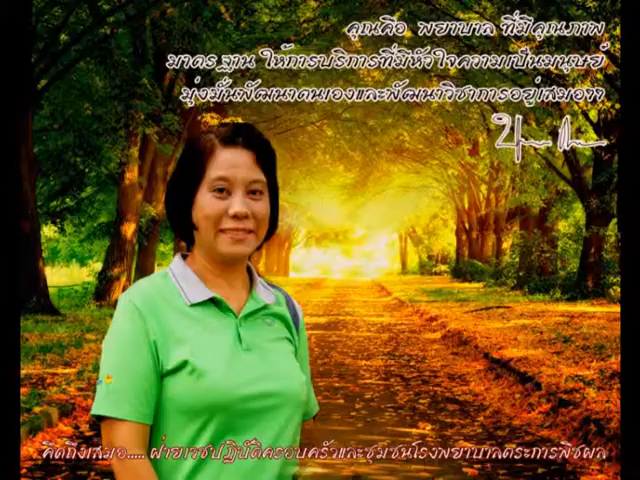 คุณคือ พยาบาล ที่มีคุณภาพ
มาตรฐาน ให้การบริการที่มีหัวใจความเป็นมนุษย์
มุ่งมั่นพัฒนาตนเองและพัฒนาวิชาการอยู่เสมอๆๆ
คิดถึงเสมอ..... ฝ่ายเวชปฏิบัติครอบครัวและชุมชนโรงพยาบาลตระการพืชผล